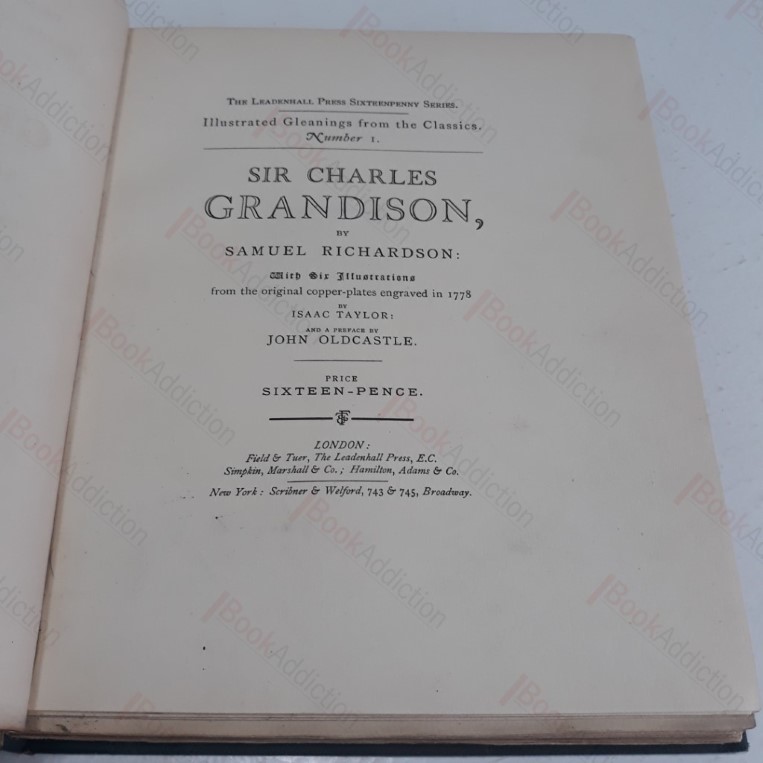 The Leadenhall Press Sixteenpenny Series.
Illustrated Gleanings from the Classics.
Number 1.
SIR CHARLES
GRANDISON,
BY
SAMUEL RICHARDSON:
With Six Illustrations
from the original copper-plates engraved in 1778
BY
ISAAC TAYLOR:
AND A PREFACE BY
JOHN OLDCASTLE.
PRICE
SIXTEEN-PENCE.
LONDON:
Field & Tuer, The Leadenhall Press, E.C.
Simpkin, Marshall & Co.; Hamilton, Adams & Co.
New York: Scribner & Welford, 743 & 745, Broadway.
BookAddiction